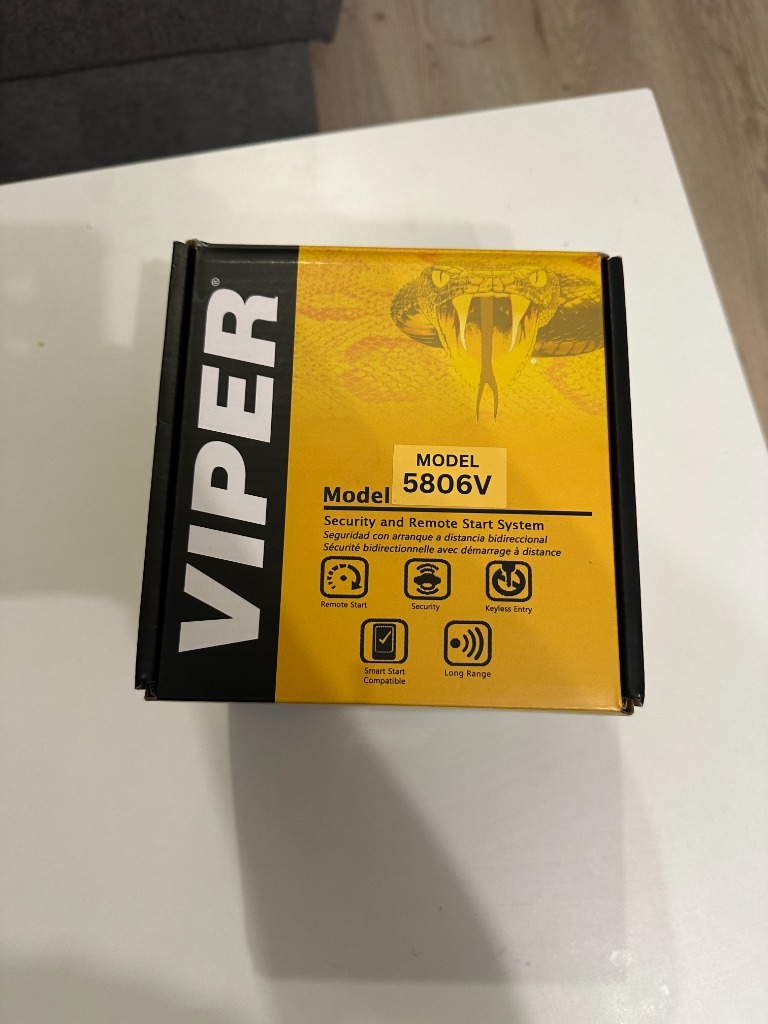 VIPER®
MODEL
5806V
Model
Security and Remote Start System
Seguridad con arranque a distancia bidireccional
Sécurité bidirectionnelle avec démarrage à distance
Remote Start
Security
Keyless Entry
Smart Start
Compatible
Long Range